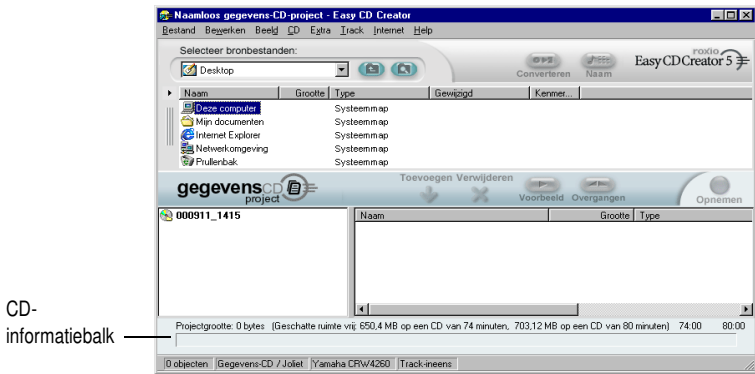 Naamloos gegevens-CD-project - Easy CD Creator
Bestand Bewerken Beeld CD Extra Track Internet Help
Selecteer bronbestanden:
Desktop
Converteren Naam
roxio
Easy CD Creator 5
Naam Grootte Type Gewijzigd Kenmer...
Deze computer Systeemmap
Mijn documenten Systeemmap
Internet Explorer Systeemmap
Netwerkomgeving Systeemmap
Prullenbak Systeemmap
gegevensCD
project
Toevoegen Verwijderen
Voorbeeld Overgangen
Opnemen
000911_1415
Naam Grootte Type
CD-
informatiebalk
Projectgrootte: 0 bytes (Geschatte ruimte vrij: 650,4 MB op een CD van 74 minuten, 703,12 MB op een CD van 80 minuten) 74:00 80:00
0 objecten Gegevens-CD / Joliet Yamaha CRW4260 Track-ineens